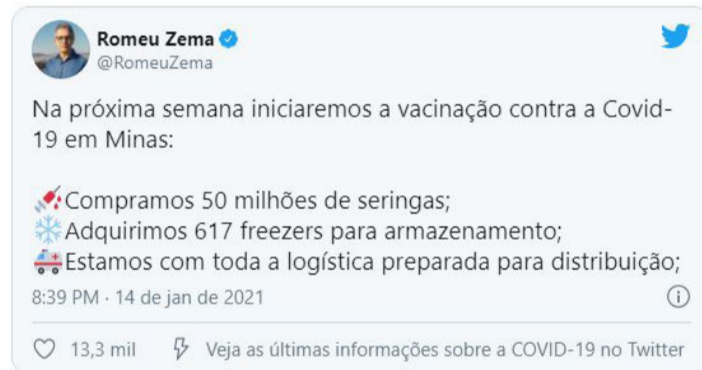 Romeu Zema
@RomeuZema
Na próxima semana iniciaremos a vacinação contra a Covid-
19 em Minas:
💉Compramos 50 milhões de seringas;
❄️Adquirimos 617 freezers para armazenamento;
🚑Estamos com toda a logística preparada para distribuição;
8:39 PM · 14 de jan de 2021
13,3 mil Veja as últimas informações sobre a COVID-19 no Twitter